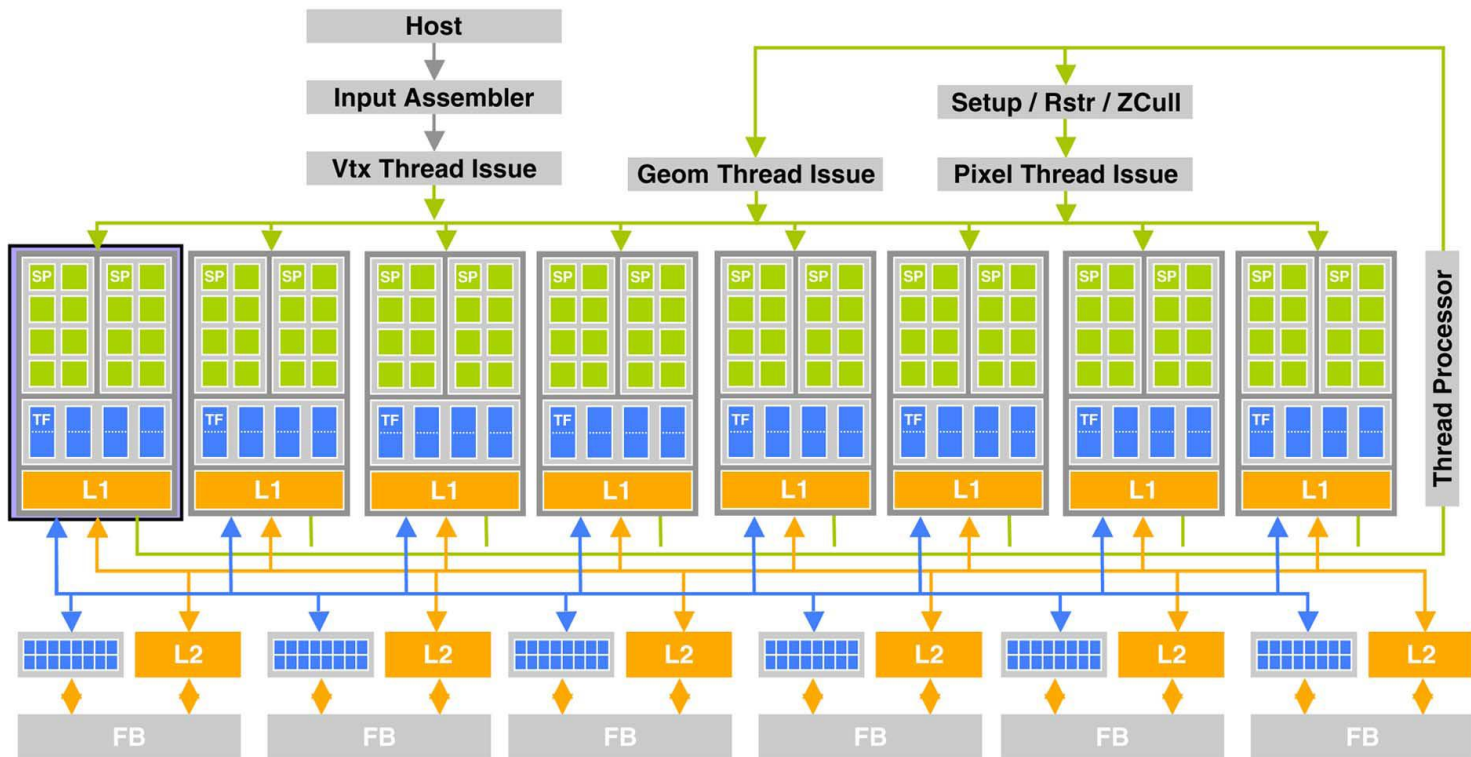 Host
Input Assembler
Setup / Rstr / ZCull
Vtx Thread Issue
Geom Thread Issue
Pixel Thread Issue
SP SP SP SP SP SP SP SP SP SP SP SP SP SP SP SP
TF TF TF TF TF TF TF TF
Thread Processor
L1 L1 L1 L1 L1 L1 L1 L1
L2 L2 L2 L2 L2 L2
FB FB FB FB FB FB